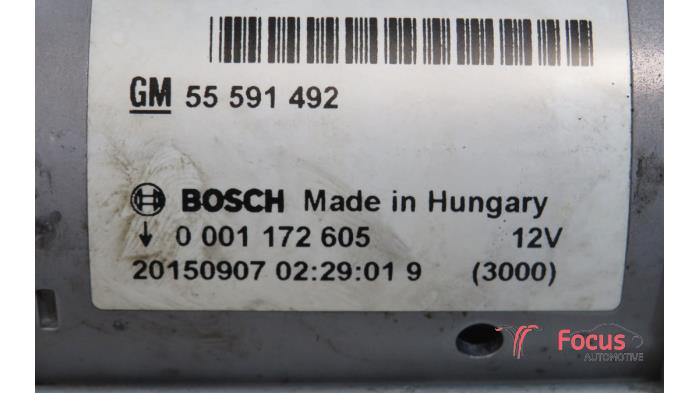 GM 55 591 492
BOSCH Made in Hungary
↓ 0 001 172 605 12V
20150907 02:29:01 9 (3000)
Focus
AUTOMOTIVE